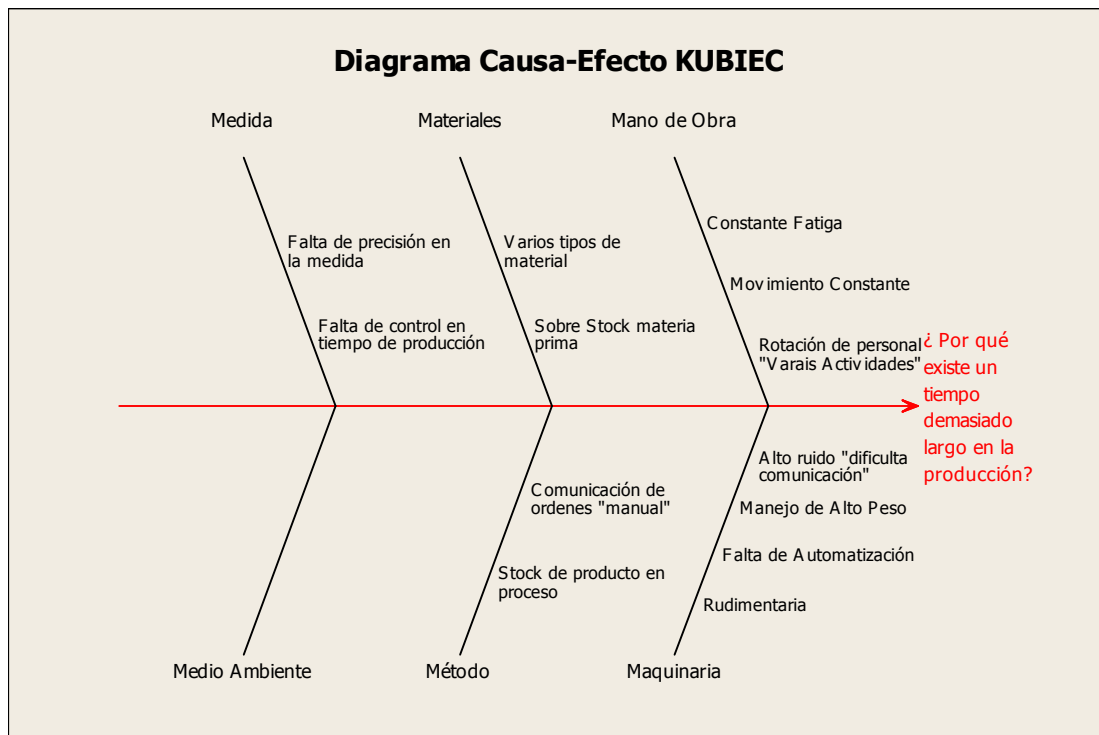 Diagrama Causa-Efecto KUBIEC
Medida
Materiales
Mano de Obra
Falta de precisión en
la medida
Falta de control en
tiempo de producción
Varios tipos de
material
Sobre Stock materia
prima
Constante Fatiga
Movimiento Constante
Rotación de personal
"Varais Actividades"
¿ Por qué
existe un
tiempo
demasiado
largo en la
producción?
Comunicación de
ordenes "manual"
Stock de producto en
proceso
Alto ruido "dificulta
comunicación"
Manejo de Alto Peso
Falta de Automatización
Rudimentaria
Medio Ambiente
Método
Maquinaria